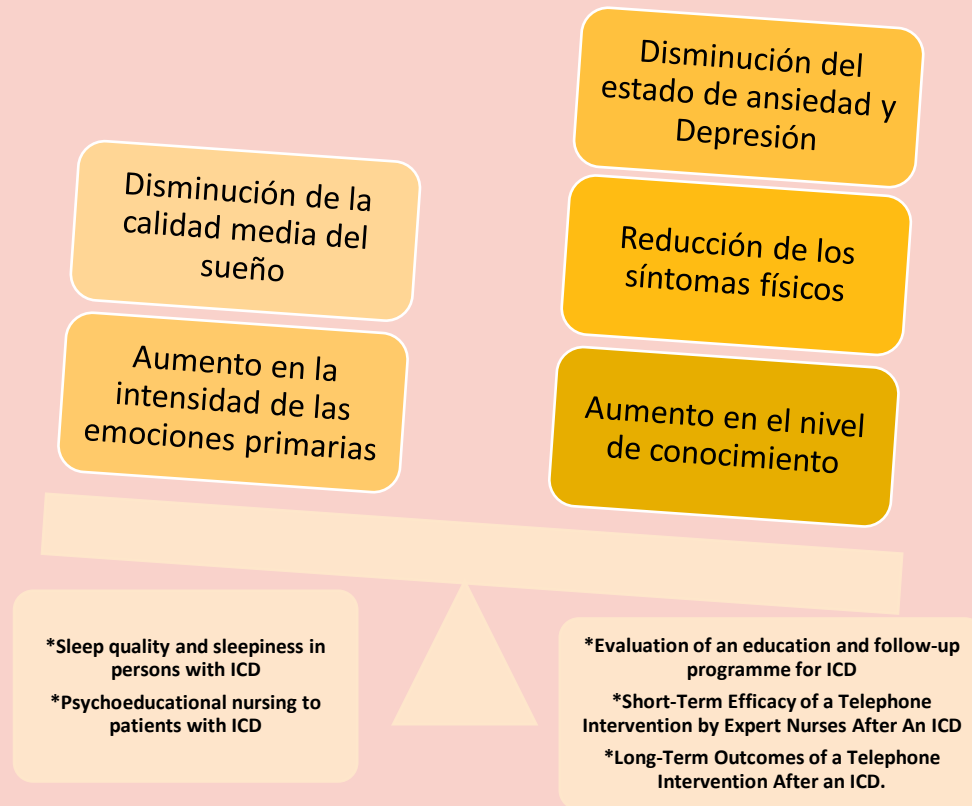 Disminución de la
calidad media del
sueño
Aumento en la
intensidad de las
emociones primarias
Disminución del
estado de ansiedad y
Depresión
Reducción de los
síntomas físicos
Aumento en el nivel
de conocimiento
*Sleep quality and sleepiness in
persons with ICD
*Psychoeducational nursing to
patients with ICD
*Evaluation of an education and follow-up
programme for ICD
*Short-Term Efficacy of a Telephone
Intervention by Expert Nurses After An ICD
*Long-Term Outcomes of a Telephone
Intervention After an ICD.